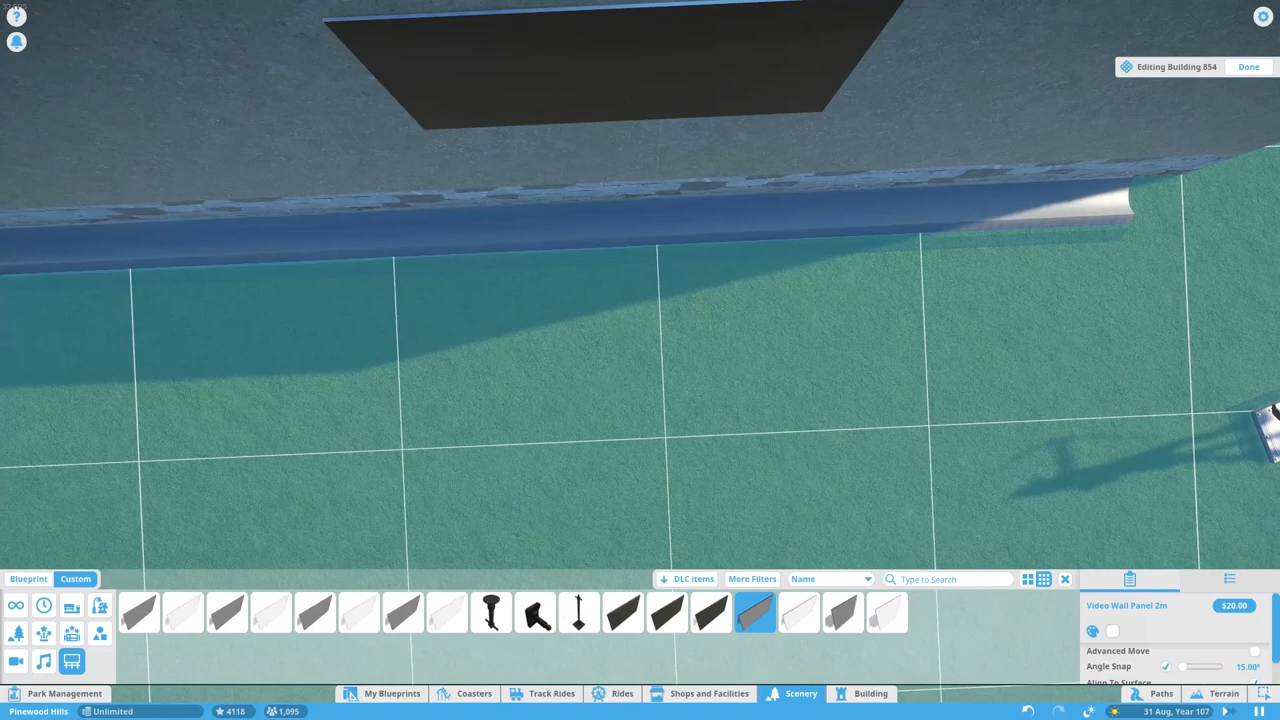 ?
Editing Building 854 Done
Blueprint Custom
DLC items More Filters Name Type to Search
Video Wall Panel 2m $20.00
Advanced Move
Angle Snap 15.00°
Park Management My Blueprints Coasters Track Rides Rides Shops and Facilities Scenery Building Paths Terrain
Pinewood Hills Unlimited 4118 1,095 31 Aug, Year 107